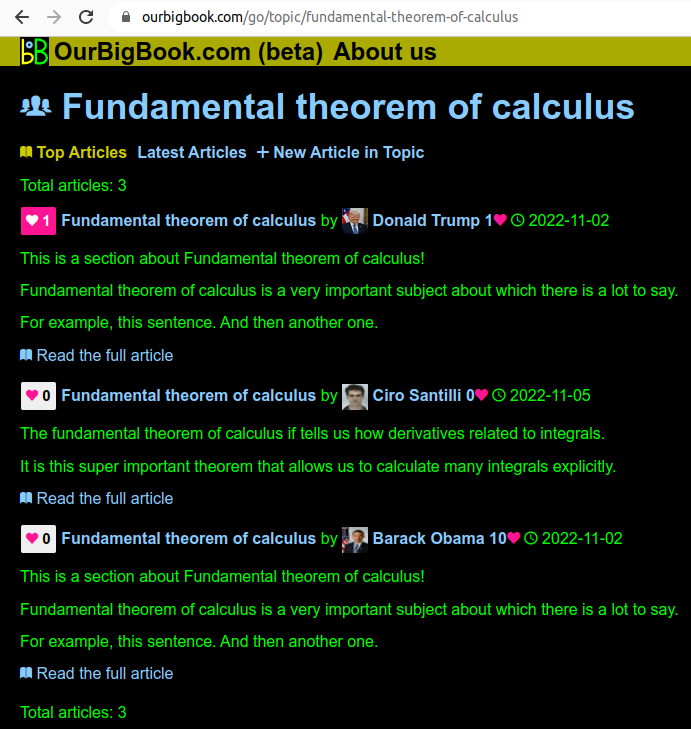 ourbigbook.com/go/topic/fundamental-theorem-of-calculus
OurBigBook.com (beta) About us
Fundamental theorem of calculus
Top Articles Latest Articles + New Article in Topic
Total articles: 3
1 Fundamental theorem of calculus by Donald Trump 1 2022-11-02
This is a section about Fundamental theorem of calculus!
Fundamental theorem of calculus is a very important subject about which there is a lot to say.
For example, this sentence. And then another one.
Read the full article
0 Fundamental theorem of calculus by Ciro Santilli 0 2022-11-05
The fundamental theorem of calculus if tells us how derivatives related to integrals.
It is this super important theorem that allows us to calculate many integrals explicitly.
Read the full article
0 Fundamental theorem of calculus by Barack Obama 10 2022-11-02
This is a section about Fundamental theorem of calculus!
Fundamental theorem of calculus is a very important subject about which there is a lot to say.
For example, this sentence. And then another one.
Read the full article
Total articles: 3